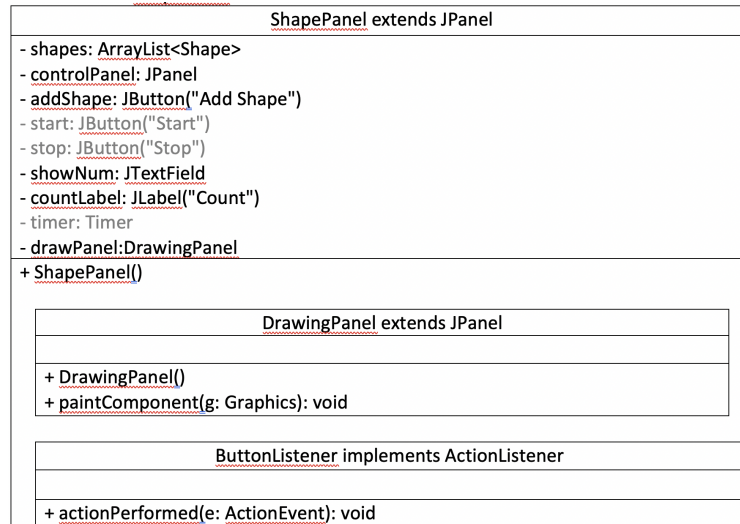 ShapePanel extends JPanel
- shapes: ArrayList<Shape>
- controlPanel: JPanel
- addShape: JButton("Add Shape")
- start: JButton("Start")
- stop: JButton("Stop")
- showNum: JTextField
- countLabel: JLabel("Count")
- timer: Timer
- drawPanel:DrawingPanel
+ ShapePanel()
DrawingPanel extends JPanel
+ DrawingPanel()
+ paintComponent(g: Graphics): void
ButtonListener implements ActionListener
+ actionPerformed(e: ActionEvent): void